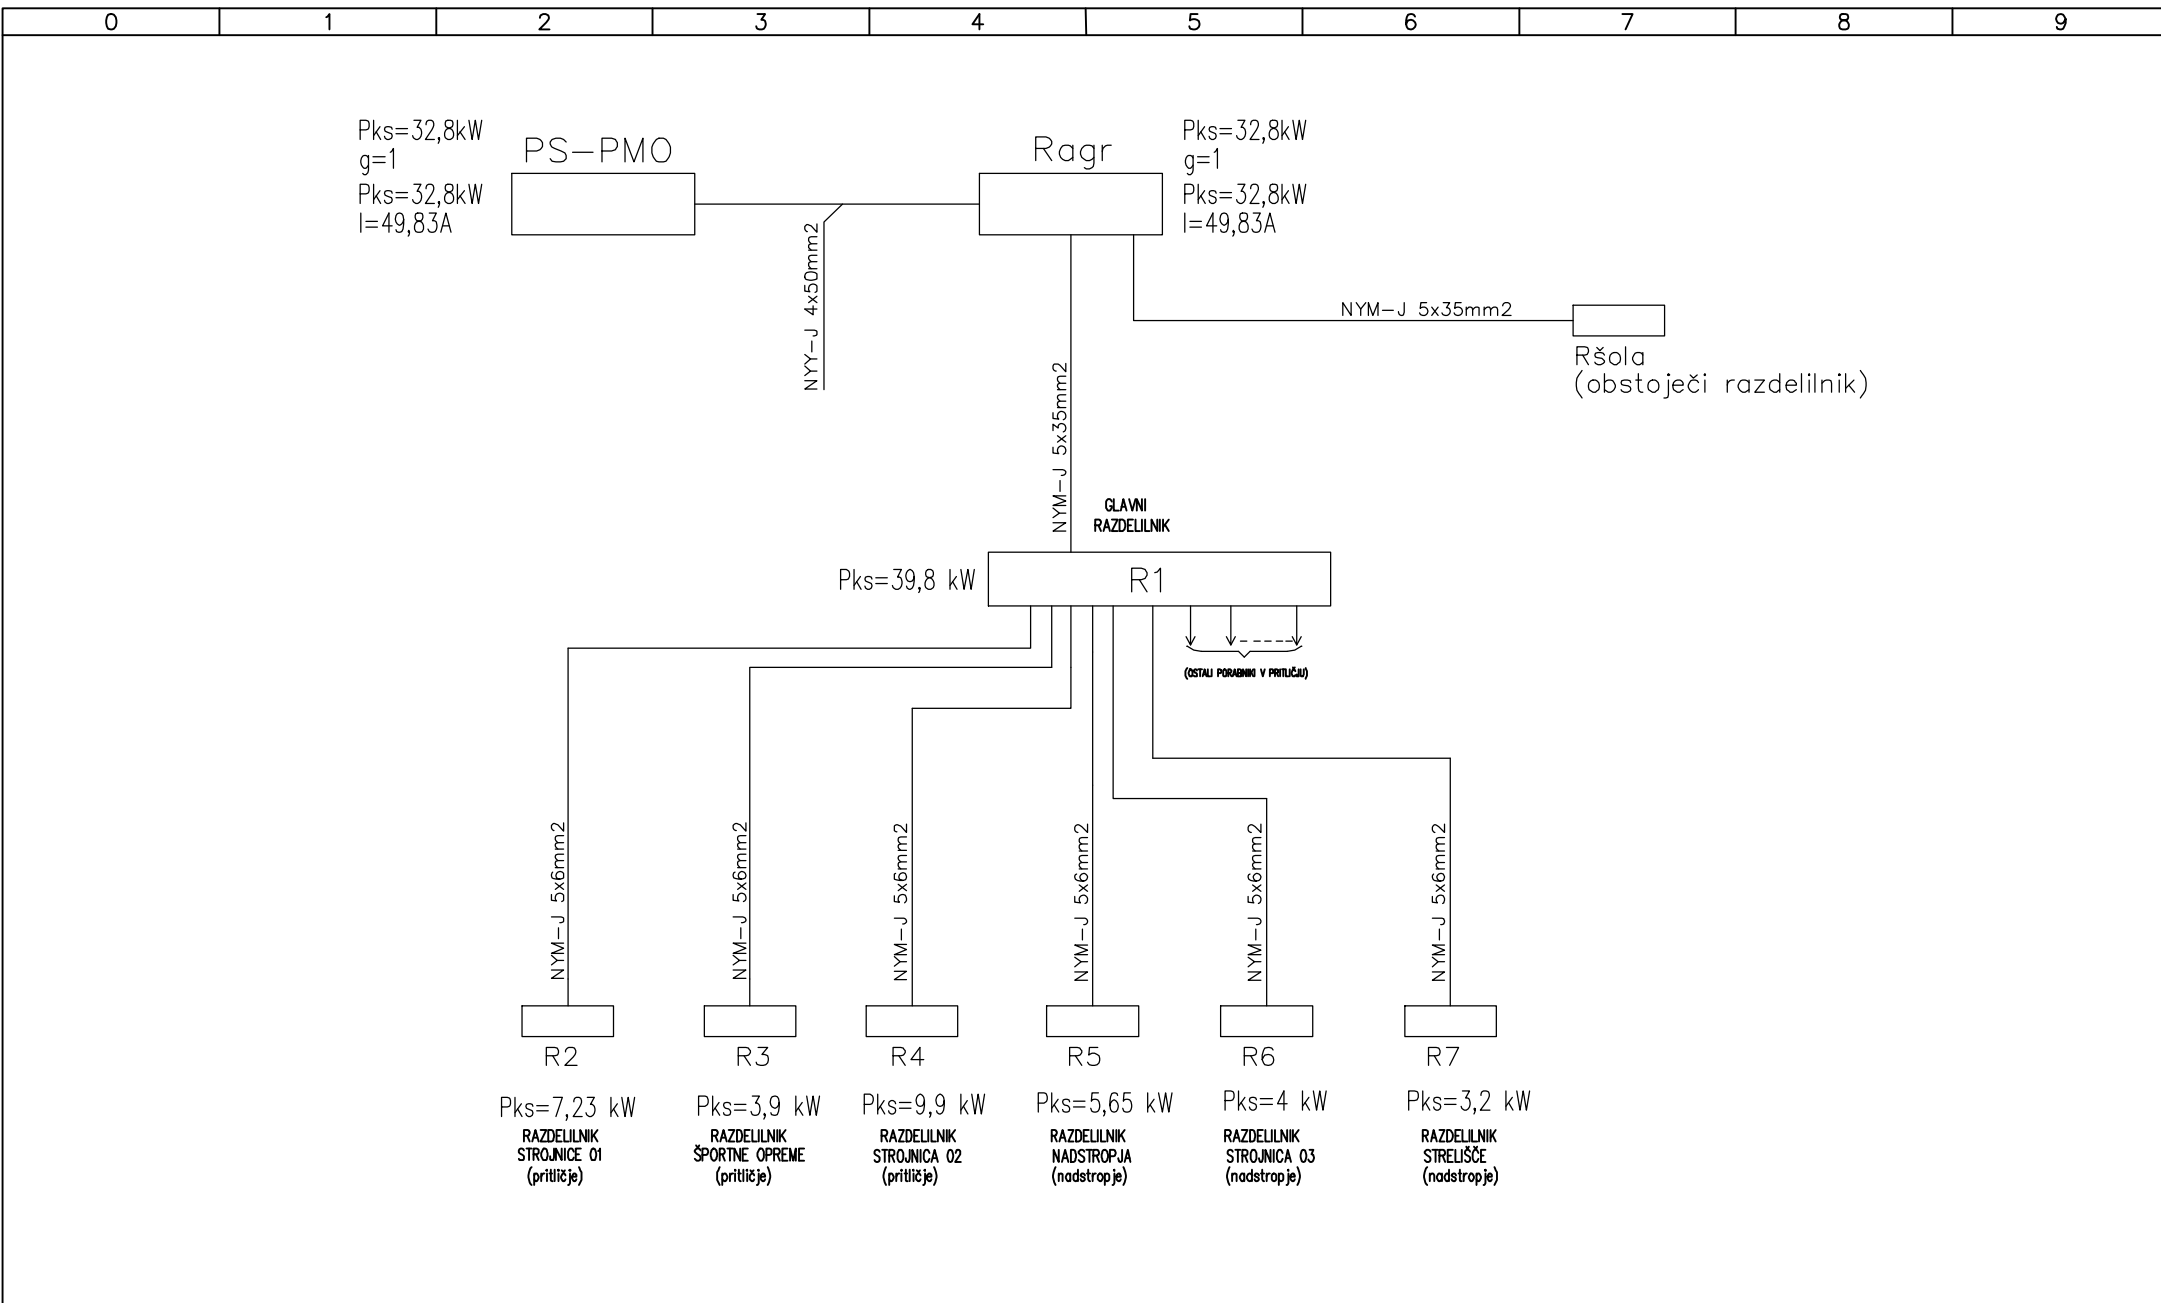 0 1 2 3 4 5 6 7 8 9
Pks=32,8kW
g=1
Pks=32,8kW
I=49,83A
PS-PMO
Ragr
Pks=32,8kW
g=1
Pks=32,8kW
I=49,83A
NYY-J 4x50mm2
NYM-J 5x35mm2
Ršola
(obstoječi razdelilnik)
NYM-J 5x35mm2
GLAVNI
RAZDELILNIK
Pks=39,8 kW
R1
(OSTALI PORABNIKI V PRITLIČJU)
NYM-J 5x6mm2
NYM-J 5x6mm2
NYM-J 5x6mm2
NYM-J 5x6mm2
NYM-J 5x6mm2
NYM-J 5x6mm2
R2
Pks=7,23 kW
RAZDELILNIK
STROJNICE 01
(pritličje)
R3
Pks=3,9 kW
RAZDELILNIK
ŠPORTNE OPREME
(pritličje)
R4
Pks=9,9 kW
RAZDELILNIK
STROJNICA 02
(pritličje)
R5
Pks=5,65 kW
RAZDELILNIK
NADSTROPJA
(nadstropje)
R6
Pks=4 kW
RAZDELILNIK
STROJNICA 03
(nadstropje)
R7
Pks=3,2 kW
RAZDELILNIK
STRELIŠČE
(nadstropje)